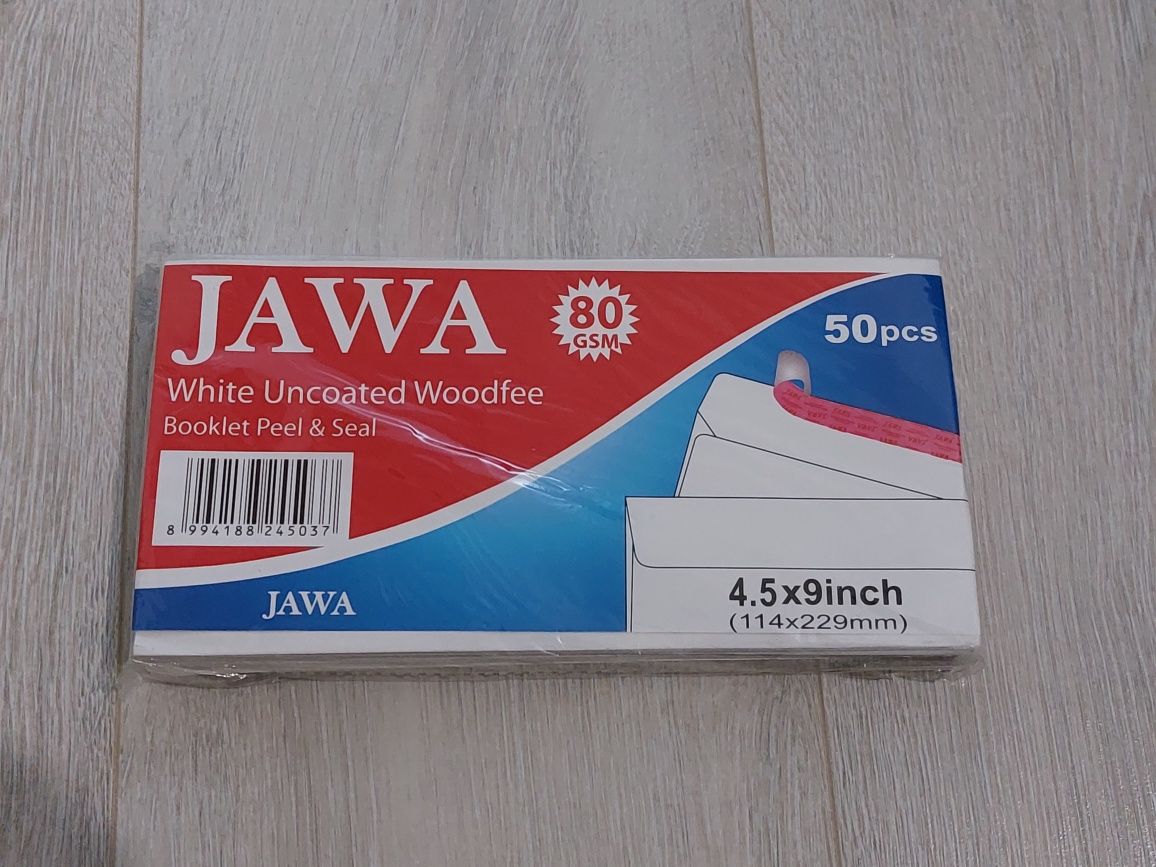 JAWA
80
GSM
50pcs
White Uncoated Woodfee
Booklet Peel & Seal
8 994188 245037
JAWA
4.5x9inch
(114x229mm)